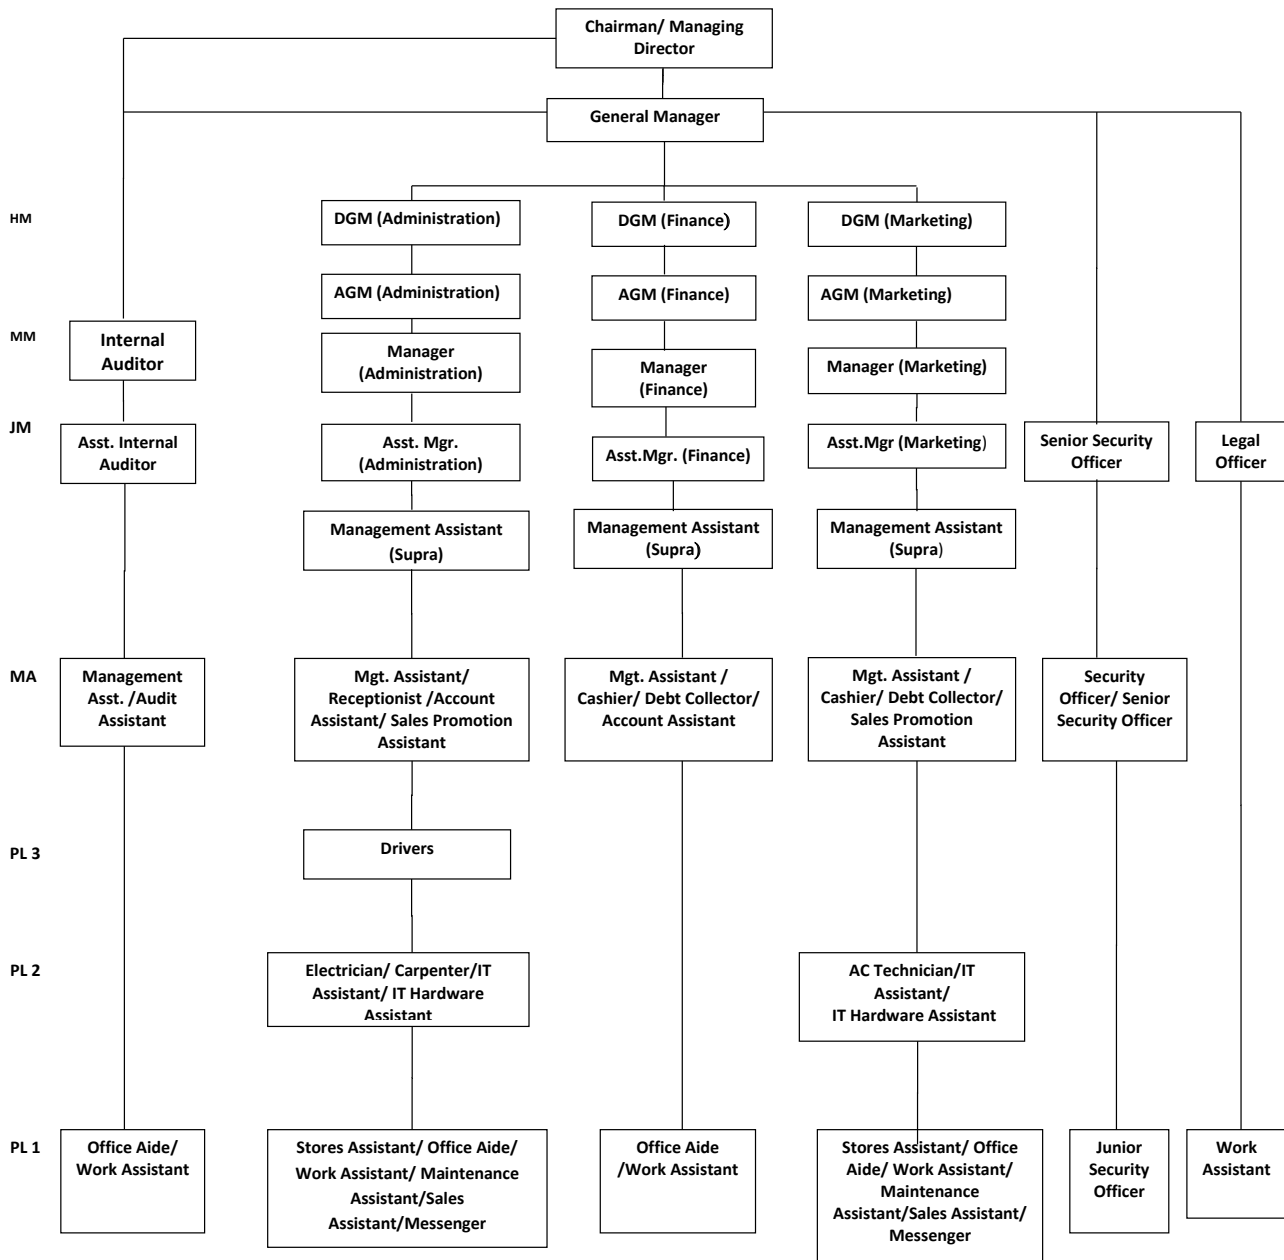 Chairman/ Managing
Director
General Manager
HM
DGM (Administration)
DGM (Finance)
DGM (Marketing)
AGM (Administration)
AGM (Finance)
AGM (Marketing)
MM
Internal
Auditor
Manager
(Administration)
Manager
(Finance)
Manager (Marketing)
JM
Asst. Internal
Auditor
Asst. Mgr.
(Administration)
Asst.Mgr. (Finance)
Asst.Mgr (Marketing)
Senior Security
Officer
Legal
Officer
Management Assistant
(Supra)
Management Assistant
(Supra)
Management Assistant
(Supra)
MA
Management
Asst. /Audit
Assistant
Mgt. Assistant/
Receptionist /Account
Assistant/ Sales Promotion
Assistant
Mgt. Assistant /
Cashier/ Debt Collector/
Account Assistant
Mgt. Assistant /
Cashier/ Debt Collector/
Sales Promotion
Assistant
Security
Officer/ Senior
Security Officer
PL 3
Drivers
PL 2
Electrician/ Carpenter/IT
Assistant/ IT Hardware
Assistant
AC Technician/IT
Assistant/
IT Hardware Assistant
PL 1
Office Aide/
Work Assistant
Stores Assistant/ Office Aide/
Work Assistant/ Maintenance
Assistant/Sales
Assistant/Messenger
Office Aide
/Work Assistant
Stores Assistant/ Office
Aide/ Work Assistant/
Maintenance
Assistant/Sales Assistant/
Messenger
Junior
Security
Officer
Work
Assistant